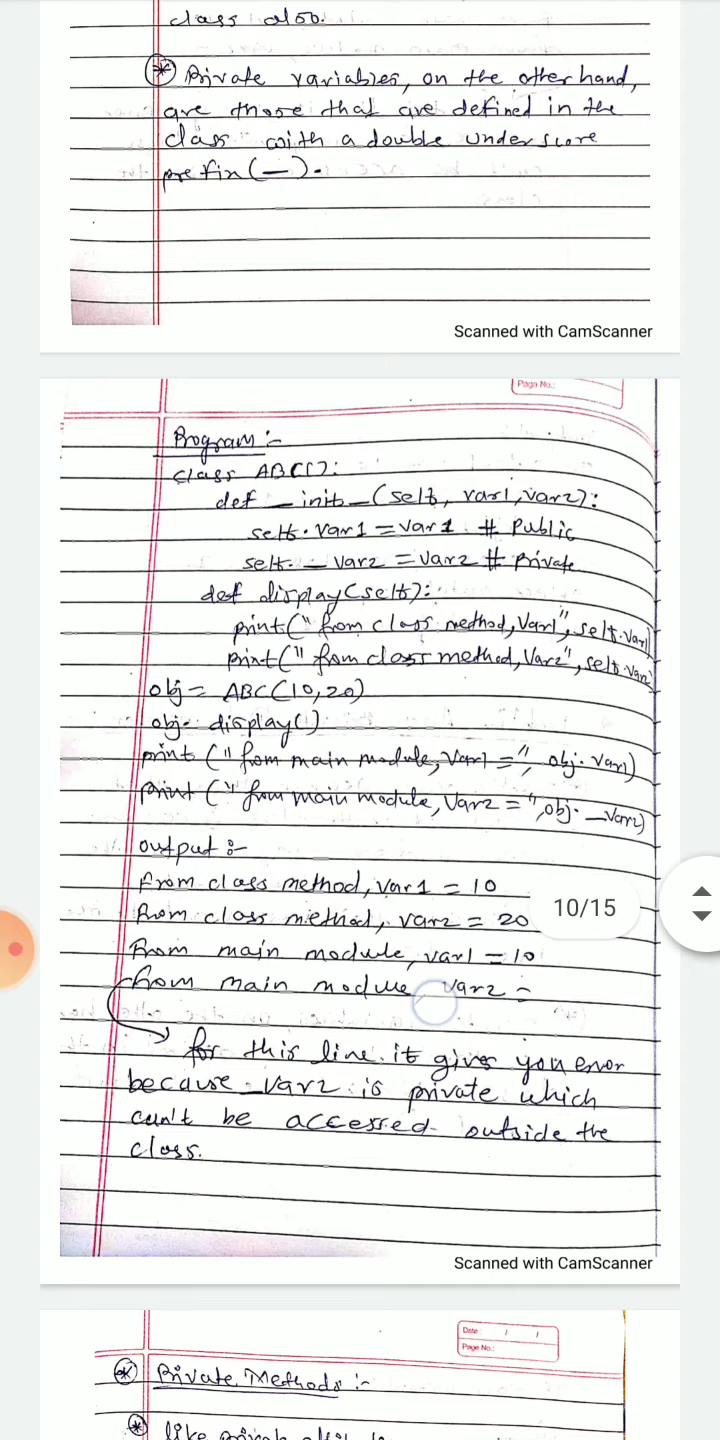 class also.
* Private variables, on the other hand,
are those that are defined in the
class with a double underscore
prefix (__).
Scanned with CamScanner
Page No.:
Program :-
class ABC():
def __init__(self, var1, var2):
self.var1 = var1 # Public
self.__var2 = var2 # Private
def display(self):
print("from class method, Var1", self.var1)
print("from class method, Var2", self.var
obj = ABC(10,20)
obj. display()
print ("from main module, Var1 =", obj.var1)
print ("from main module, Var2 =", obj.__Var2)
output :-
From class method, var1 = 10
From class method, var2 = 20
10/15
From main module, var1 = 10
from main module, var2 =
for this line it gives you error
because var2 is private which
can't be accessed outside the
class.
Scanned with CamScanner
Date / /
Page No.:
* Private Methods :-
* like private